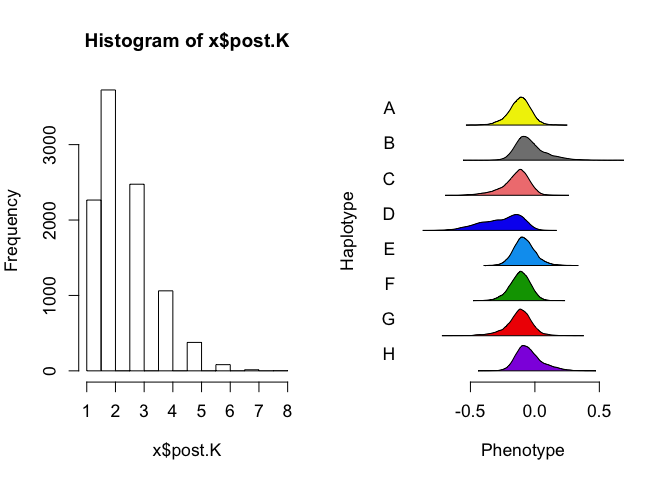 Histogram of x$post.K
Frequency
0
1000
2000
3000
1 2 3 4 5 6 7 8
x$post.K
Haplotype
A
B
C
D
E
F
G
H
-0.5 0.0 0.5
Phenotype